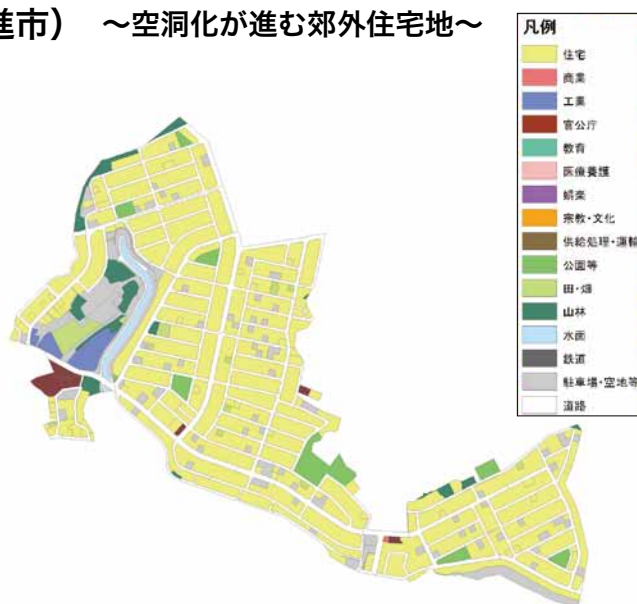 進市) ～空洞化が進む郊外住宅地～
凡例
住宅
商業
工業
官公庁
教育
医療養護
娯楽
宗教・文化
供給処理・運輸
公園等
田・畑
山林
水面
鉄道
駐車場・空地等
道路